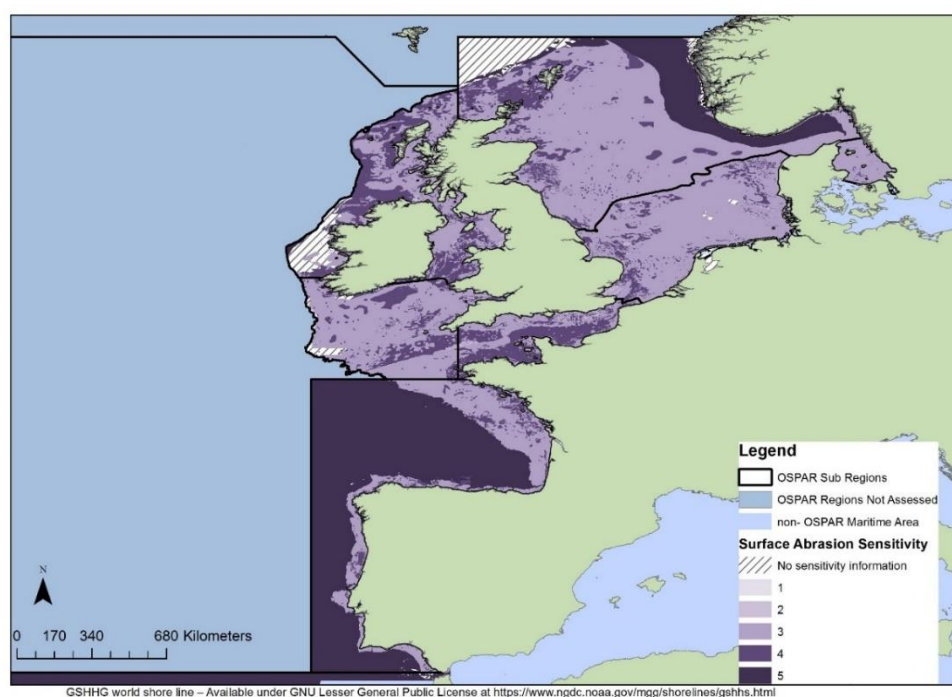 Legend
OSPAR Sub Regions
OSPAR Regions Not Assessed
non- OSPAR Maritime Area
Surface Abrasion Sensitivity
No sensitivity information
1
2
3
4
5
N
0 170 340 680 Kilometers
GSHHG world shore line – Available under GNU Lesser General Public License at https://www.ngdc.noaa.gov/mgg/shorelines/gshhs.html